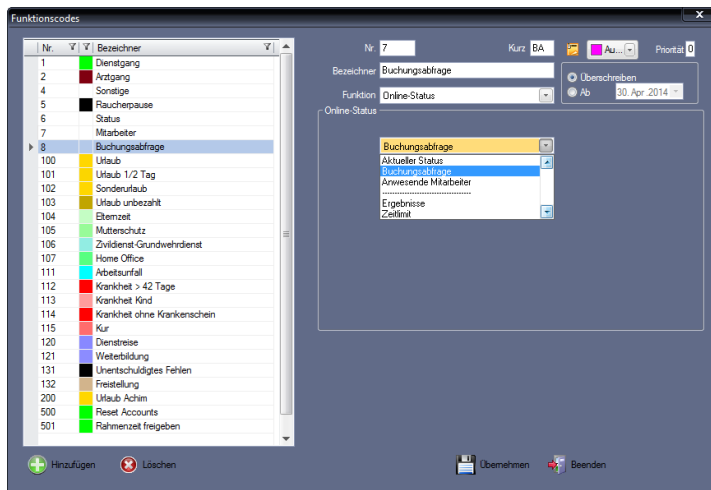 Funktionscodes
x
Nr. Bezeichner
1 Dienstgang
2 Arztgang
4 Sonstige
5 Raucherpause
6 Status
7 Mitarbeiter
8 Buchungsabfrage
100 Urlaub
101 Urlaub 1/2 Tag
102 Sonderurlaub
103 Urlaub unbezahlt
104 Elternzeit
105 Mutterschutz
106 Zivildienst-Grundwehrdienst
107 Home Office
111 Arbeitsunfall
112 Krankheit > 42 Tage
113 Krankheit Kind
114 Krankheit ohne Krankenschein
115 Kur
120 Dienstreise
121 Weiterbildung
131 Unentschuldigtes Fehlen
132 Freistellung
200 Urlaub Achim
500 Reset Accounts
501 Rahmenzeit freigeben
Nr. 7 Kurz BA Au... Priorität 0
Bezeichner Buchungsabfrage
Funktion Online-Status
Überschreiben
Ab 30. Apr .2014
Online-Status
Buchungsabfrage
Aktueller Status
Buchungsabfrage
Anwesende Mitarbeiter
----------------------------------
Ergebnisse
Zeitlimit
Hinzufügen Löschen Übernehmen Beenden